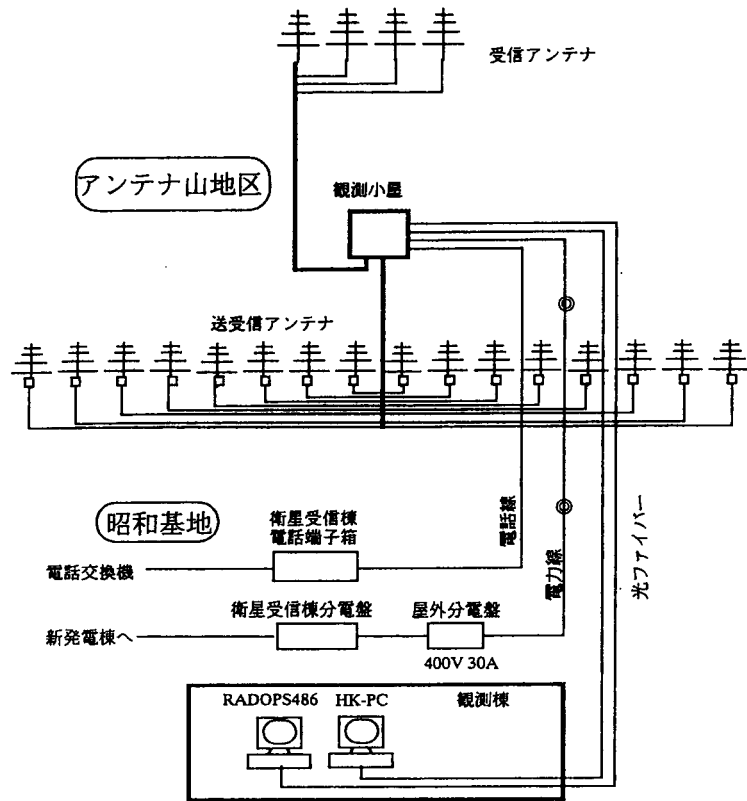 受信アンテナ
アンテナ山地区
観測小屋
送受信アンテナ
昭和基地
衛星受信棟
電話端子箱
電話線
電力線
光ファイバー
電話交換機
新発電棟へ
衛星受信棟分電盤
屋外分電盤
400V 30A
RADOPS486
HK-PC
観測棟